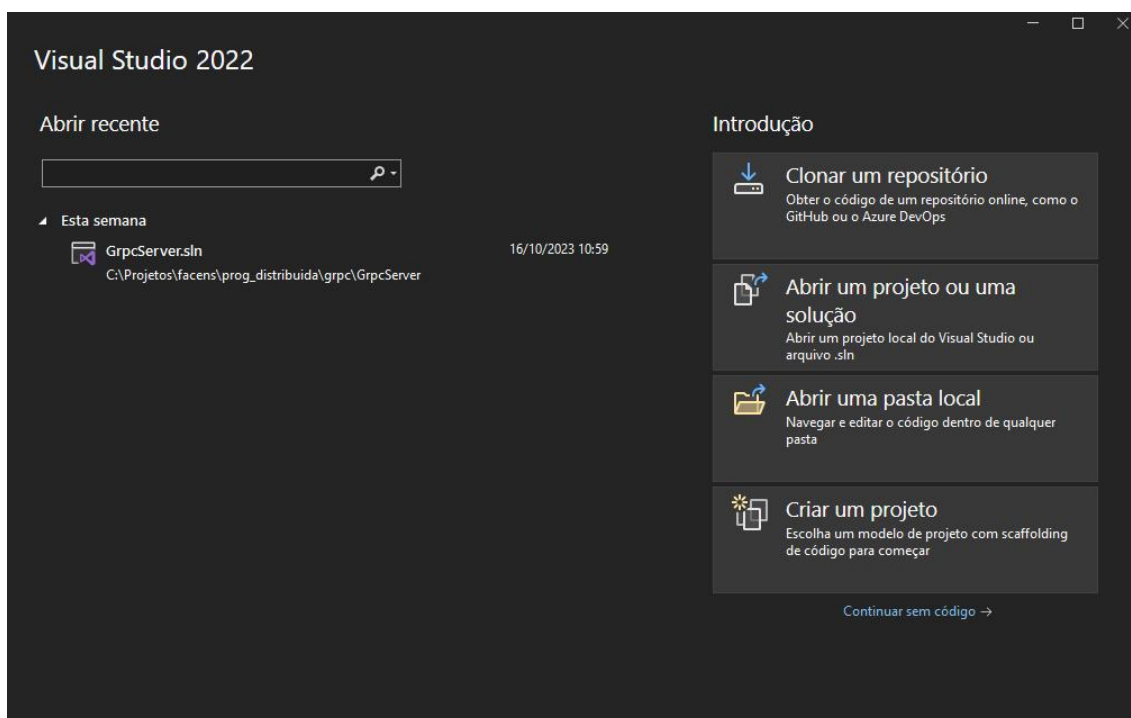 Visual Studio 2022
Abrir recente
Esta semana
GrpcServer.sln
16/10/2023 10:59
C:\Projetos\facens\prog_distribuida\grpc\GrpcServer
Introdução
Clonar um repositório
Obter o código de um repositório online, como o
GitHub ou o Azure DevOps
Abrir um projeto ou uma
solução
Abrir um projeto local do Visual Studio ou
arquivo .sln
Abrir uma pasta local
Navegar e editar o código dentro de qualquer
pasta
Criar um projeto
Escolha um modelo de projeto com scaffolding
de código para começar
Continuar sem código →